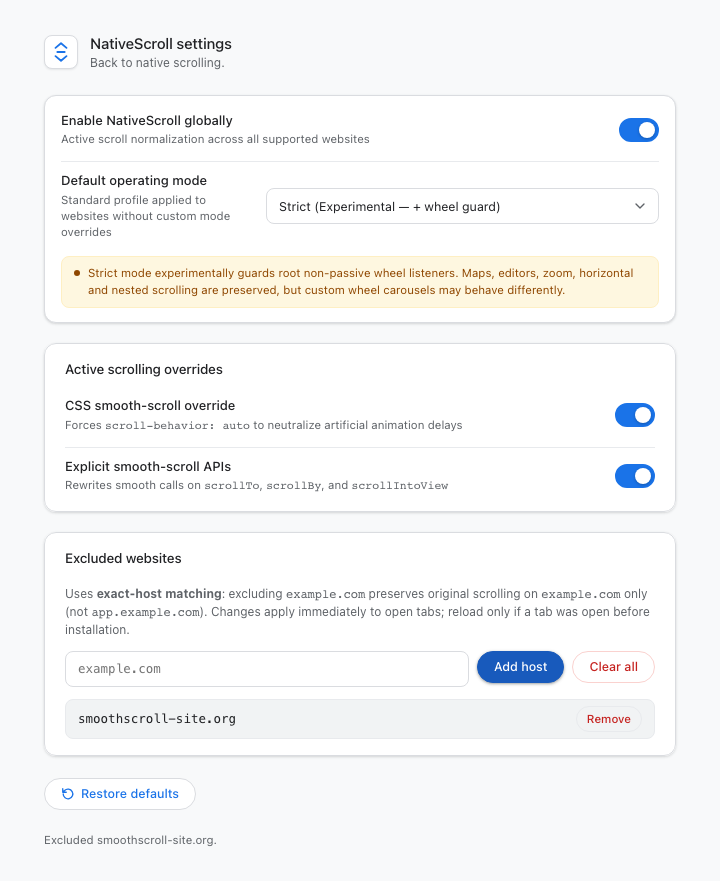 NativeScroll settings
Back to native scrolling.
Enable NativeScroll globally
Active scroll normalization across all supported websites
Default operating mode
Standard profile applied to
websites without custom mode
overrides
Strict (Experimental — + wheel guard)
Strict mode experimentally guards root non-passive wheel listeners. Maps, editors, zoom, horizontal
and nested scrolling are preserved, but custom wheel carousels may behave differently.
Active scrolling overrides
CSS smooth-scroll override
Forces scroll-behavior: auto to neutralize artificial animation delays
Explicit smooth-scroll APIs
Rewrites smooth calls on scrollTo, scrollBy, and scrollIntoView
Excluded websites
Uses exact-host matching: excluding example.com preserves original scrolling on example.com only
(not app.example.com). Changes apply immediately to open tabs; reload only if a tab was open before
installation.
example.com
Add host
Clear all
smoothscroll-site.org
Remove
Restore defaults
Excluded smoothscroll-site.org.